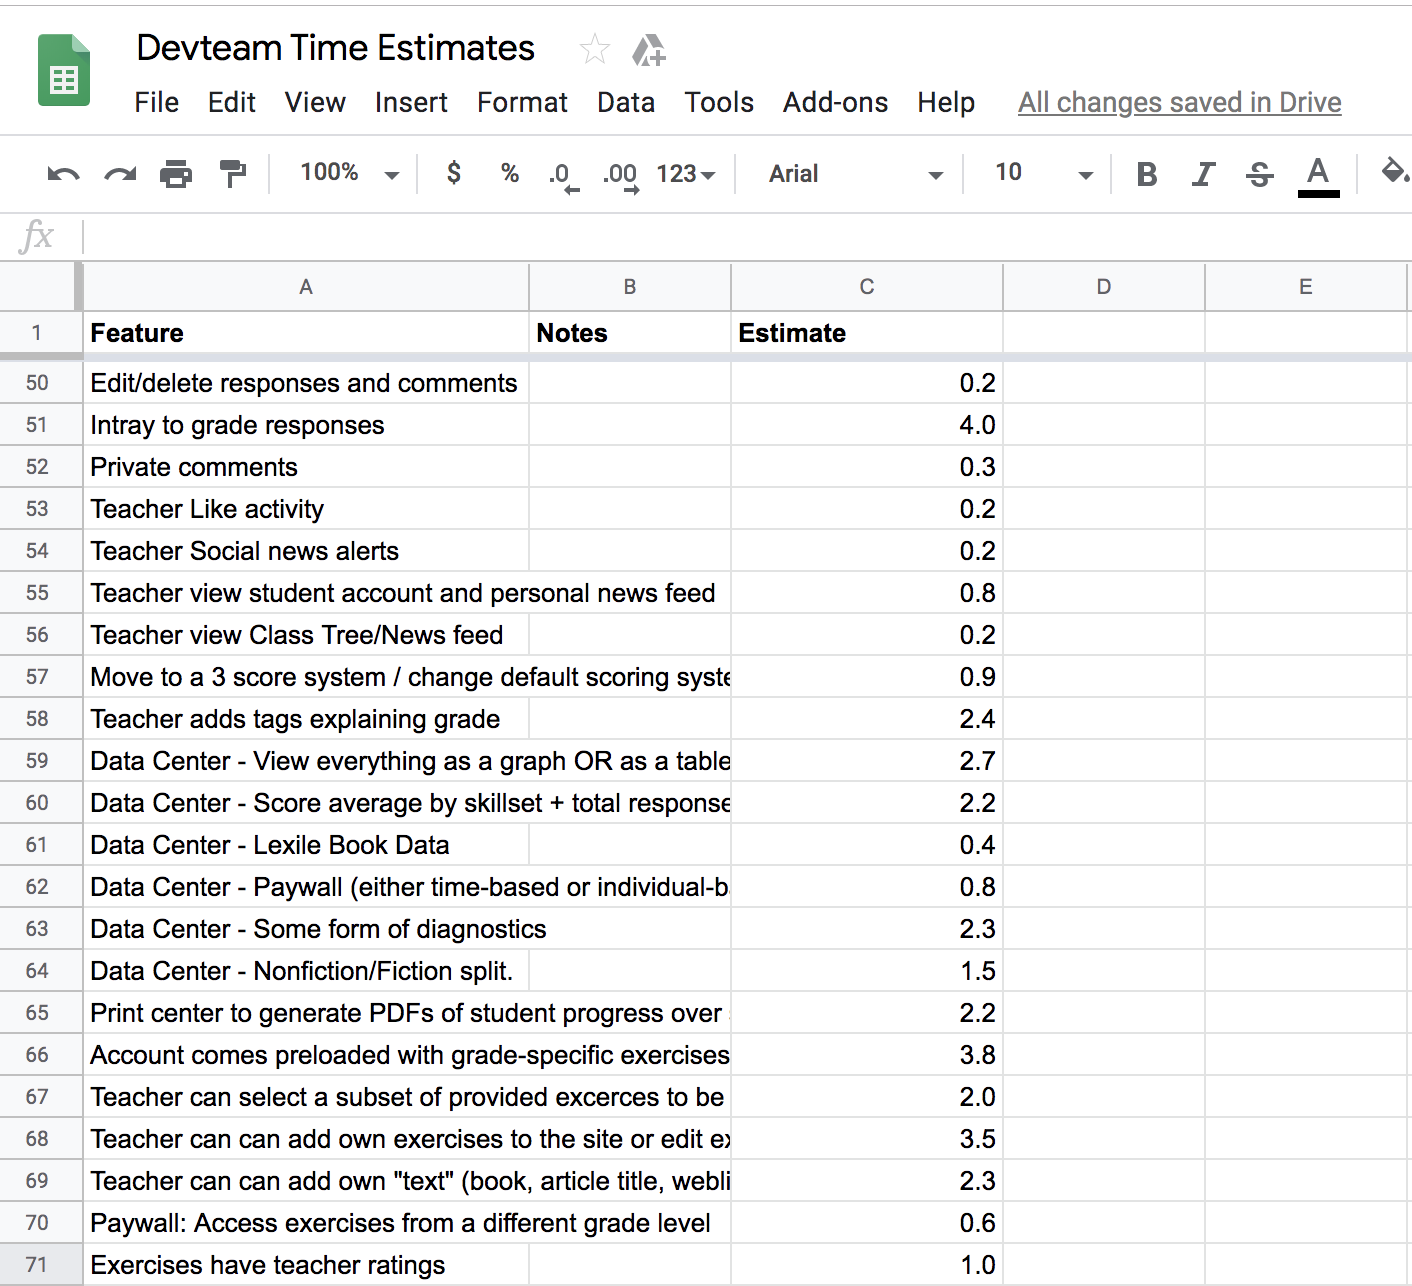 Devteam Time Estimates
File Edit View Insert Format Data Tools Add-ons Help All changes saved in Drive
100% $ % .0 .00 123 Arial 10 B I S A
fx
A B C D E
1 Feature Notes Estimate
50 Edit/delete responses and comments 0.2
51 Intray to grade responses 4.0
52 Private comments 0.3
53 Teacher Like activity 0.2
54 Teacher Social news alerts 0.2
55 Teacher view student account and personal news feed 0.8
56 Teacher view Class Tree/News feed 0.2
57 Move to a 3 score system / change default scoring syste 0.9
58 Teacher adds tags explaining grade 2.4
59 Data Center - View everything as a graph OR as a table 2.7
60 Data Center - Score average by skillset + total response 2.2
61 Data Center - Lexile Book Data 0.4
62 Data Center - Paywall (either time-based or individual-b 0.8
63 Data Center - Some form of diagnostics 2.3
64 Data Center - Nonfiction/Fiction split. 1.5
65 Print center to generate PDFs of student progress over 2.2
66 Account comes preloaded with grade-specific exercises 3.8
67 Teacher can select a subset of provided excerces to be 2.0
68 Teacher can can add own exercises to the site or edit ex 3.5
69 Teacher can can add own "text" (book, article title, webli 2.3
70 Paywall: Access exercises from a different grade level 0.6
71 Exercises have teacher ratings 1.0